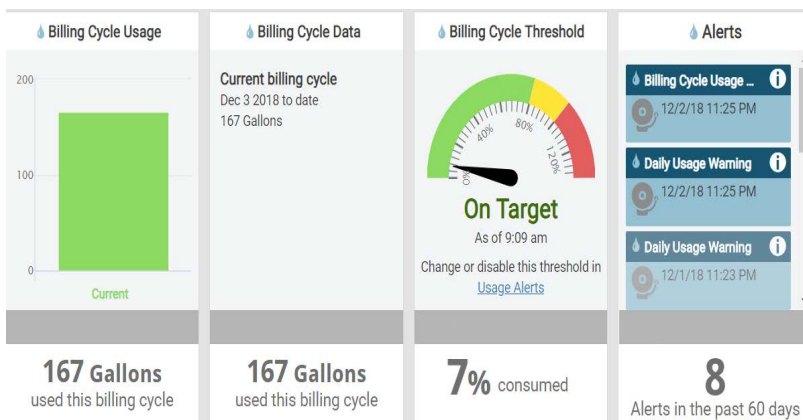 Billing Cycle Usage
200
100
0
Current
167 Gallons
used this billing cycle
Billing Cycle Data
Current billing cycle
Dec 3 2018 to date
167 Gallons
167 Gallons
used this billing cycle
Billing Cycle Threshold
0%
40%
80%
120%
On Target
As of 9:09 am
Change or disable this threshold in
Usage Alerts
7% consumed
Alerts
Billing Cycle Usage ...
12/2/18 11:25 PM
Daily Usage Warning
12/2/18 11:25 PM
Daily Usage Warning
12/1/18 11:23 PM
8
Alerts in the past 60 days